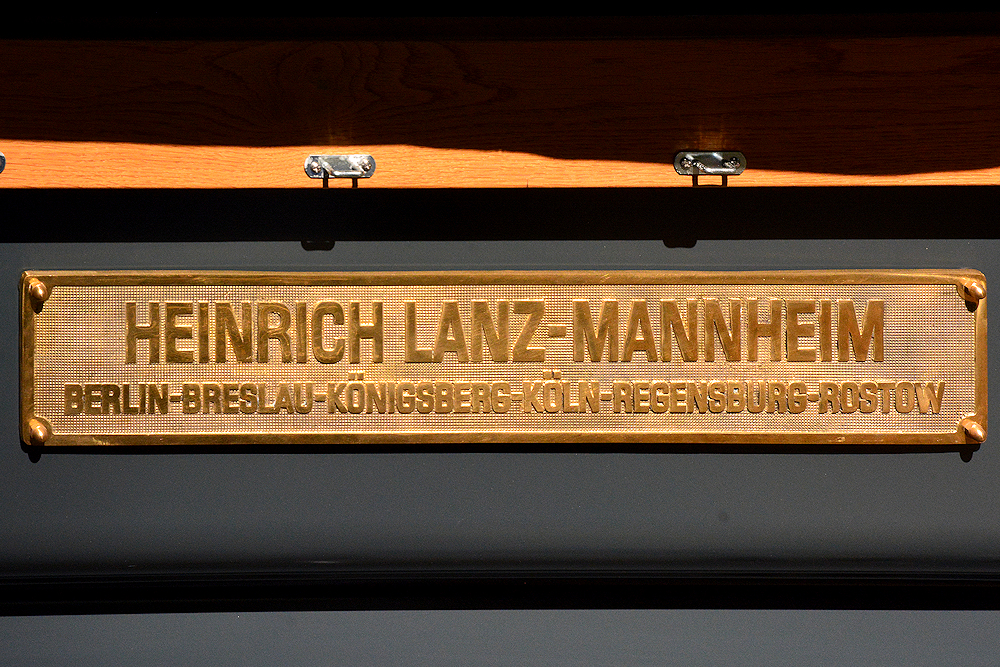 HEINRICH LANZ-MANNHEIM
BERLIN-BRESLAU-KÖNIGSBERG-KÖLN-REGENSBURG-ROSTOW